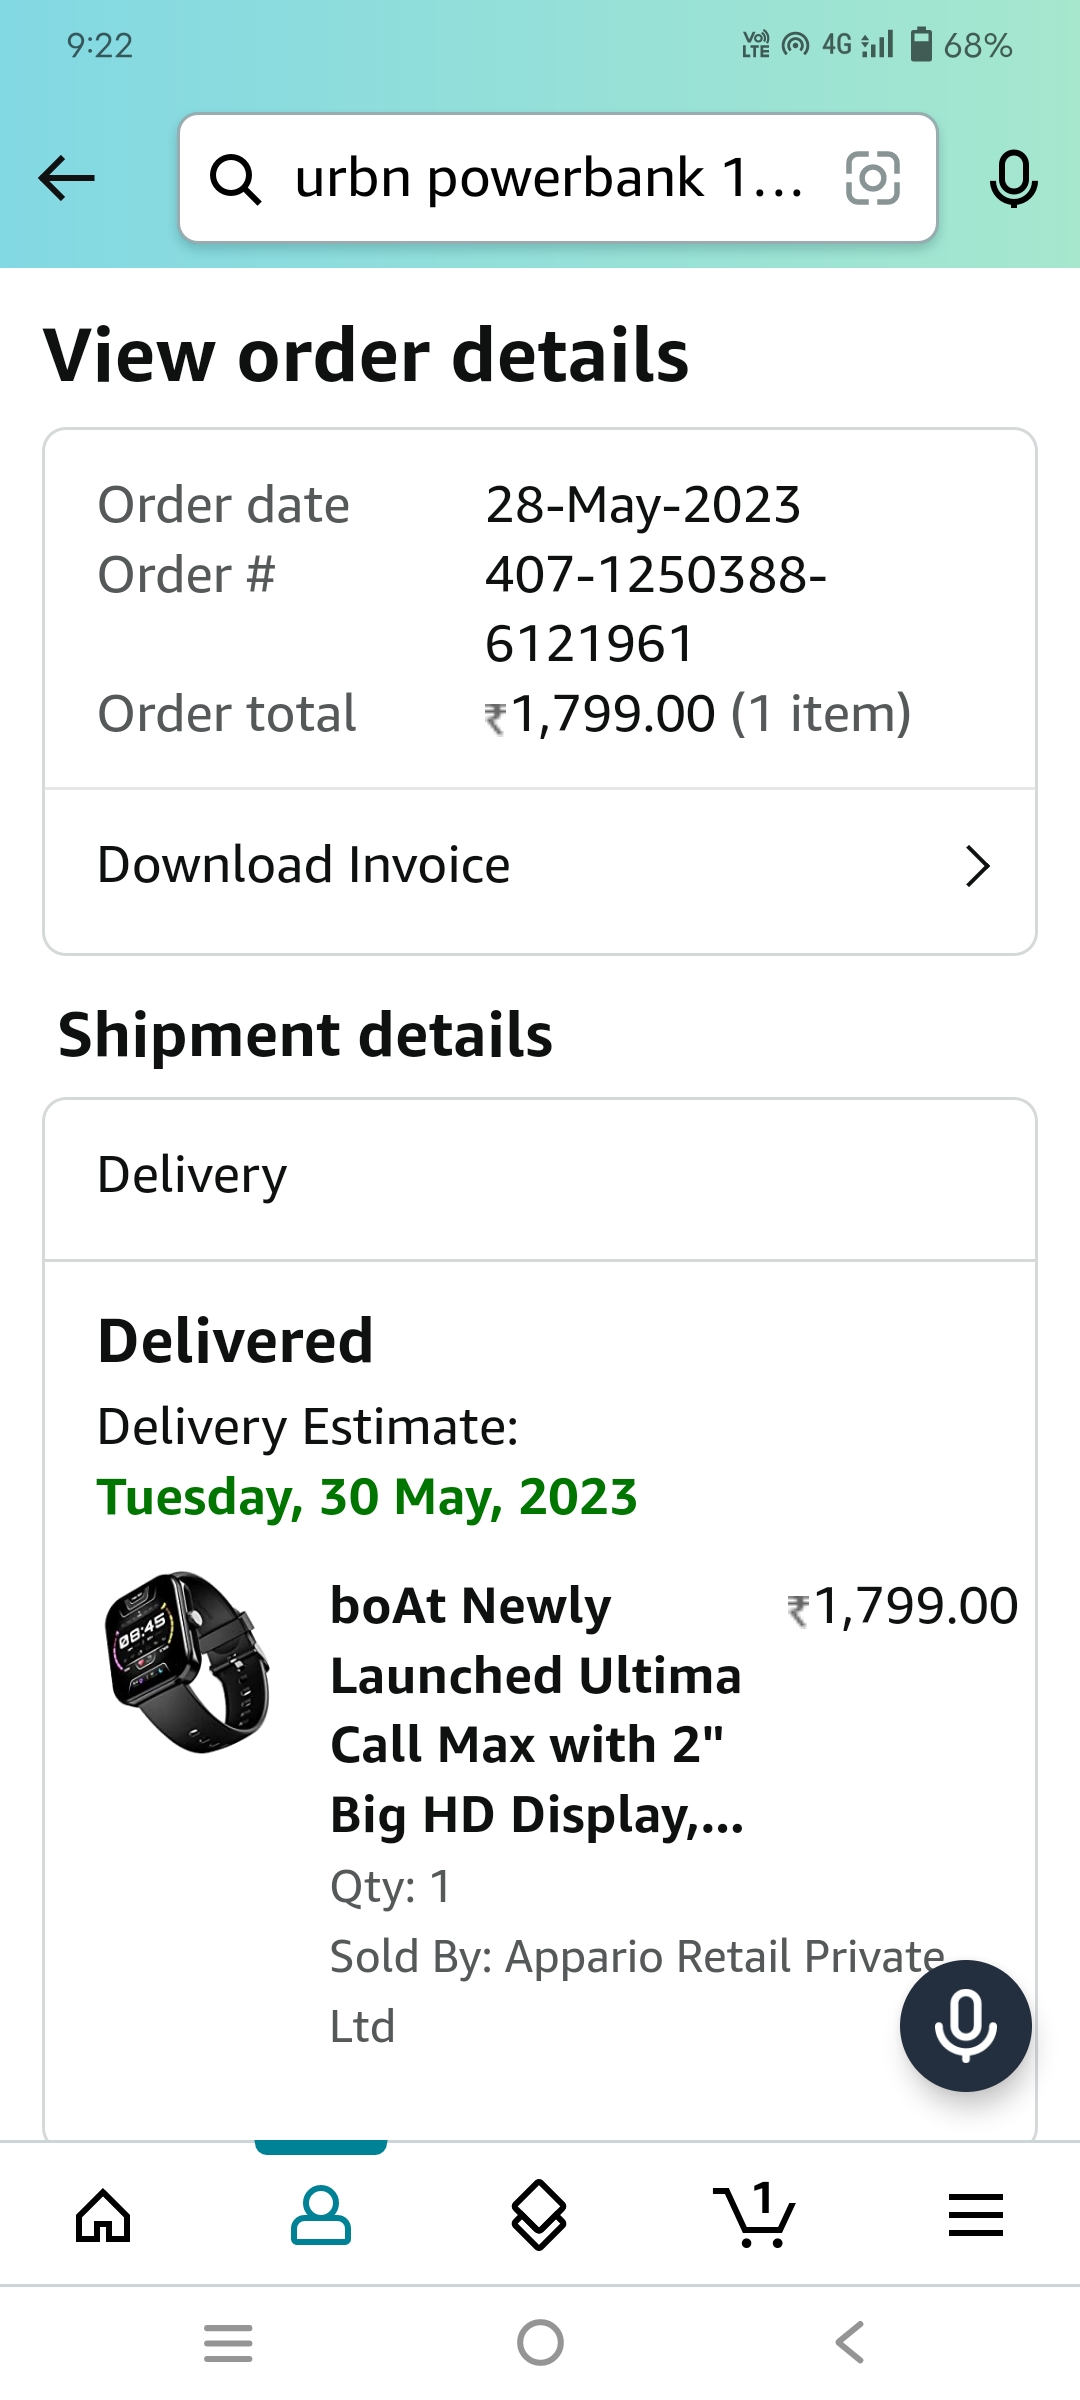 9:22
Vo)) LTE 4G 68%
urbn powerbank 1...
View order details
Order date 28-May-2023
Order # 407-1250388-
6121961
Order total ₹1,799.00 (1 item)
Download Invoice
Shipment details
Delivery
Delivered
Delivery Estimate:
Tuesday, 30 May, 2023
08:45
boAt Newly ₹1,799.00
Launched Ultima
Call Max with 2"
Big HD Display,...
Qty: 1
Sold By: Appario Retail Private
Ltd
1